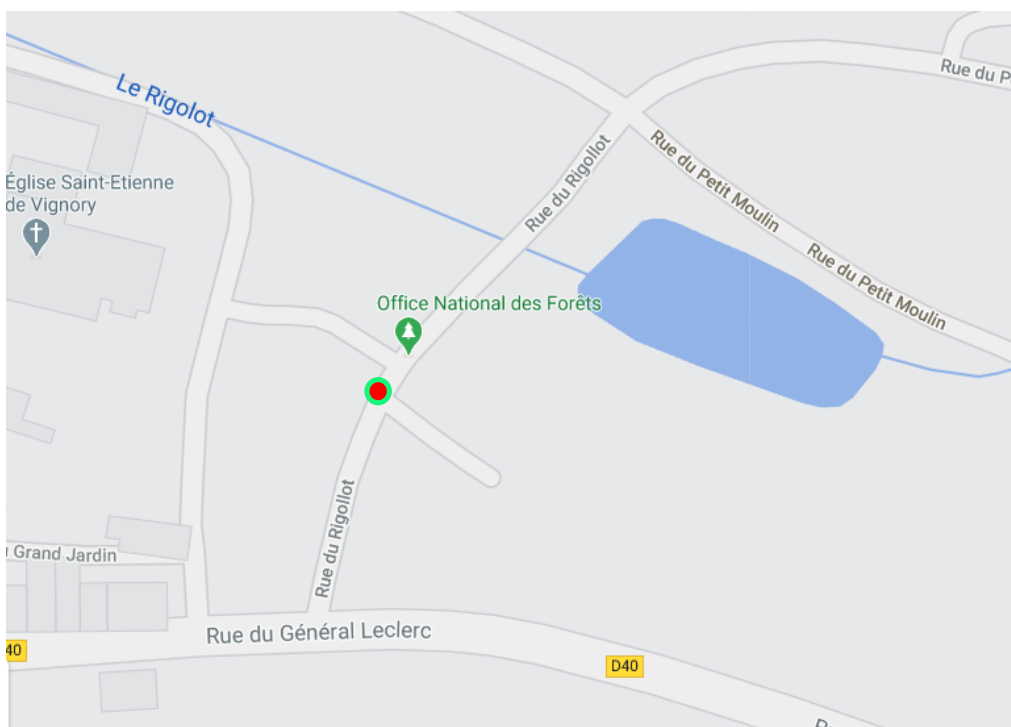 Le Rigolot
Rue du P
Rue du Petit Moulin
Rue du Rigollot
Église Saint-Etienne
de Vignory
Rue du Petit Moulin
Office National des Forêts
Rue du Rigollot
Grand Jardin
Rue du Général Leclerc
40
D40